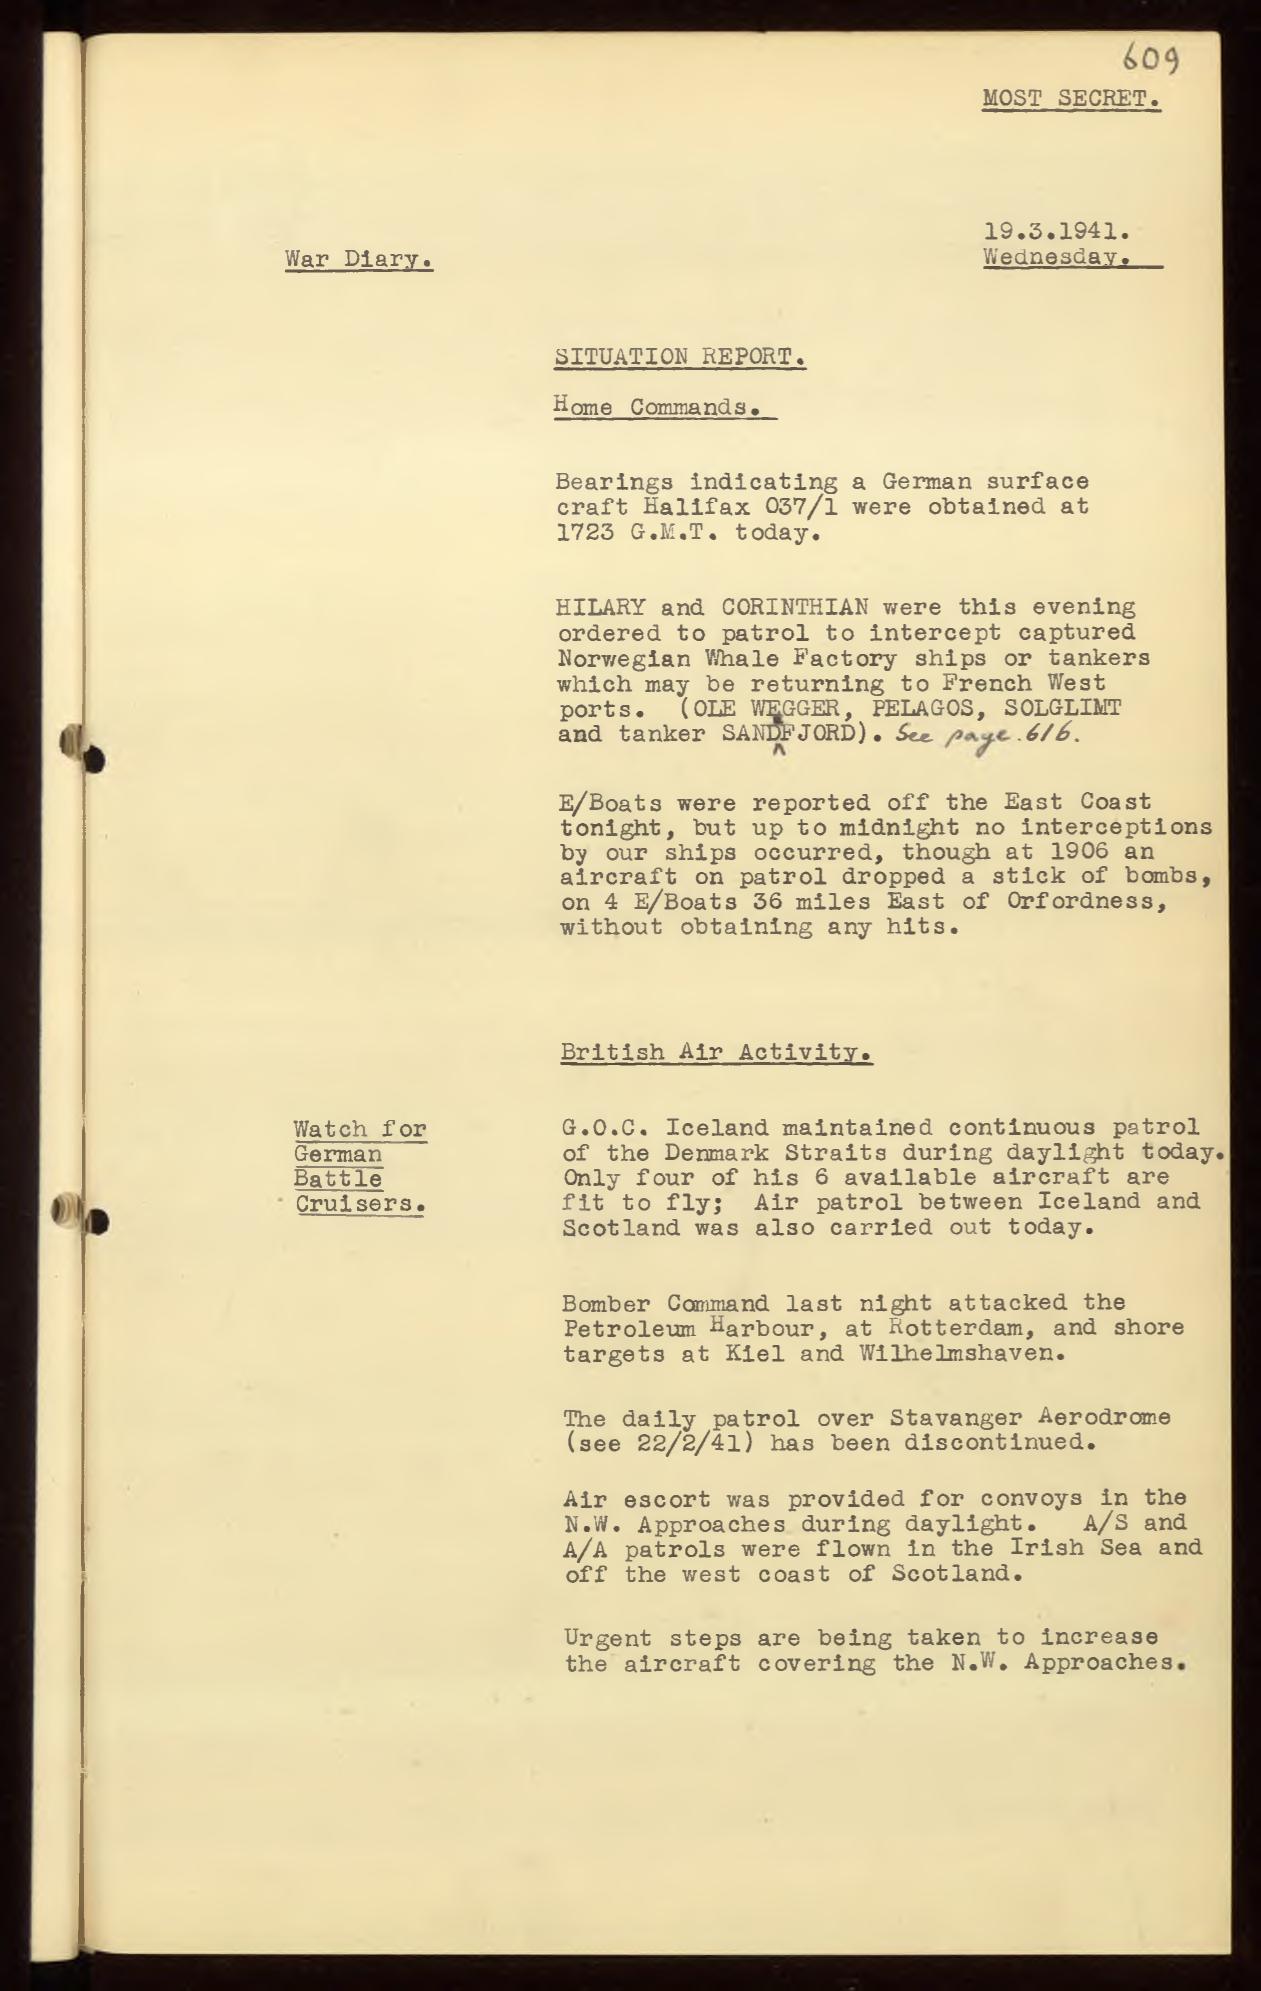 609
MOST SECRET.
19.3.1941.
War Diary.
Wednesday.
SITUATION REPORT.
Home Commands.
Bearings indicating a German surface
craft Halifax 037/1 were obtained at
1723 G.M.T. today.
HILARY and CORINTHIAN were this evening
ordered to patrol to intercept captured
Norwegian Whale Factory ships or tankers
which may be returning to French West
ports. (OLE WEGGER, PELAGOS, SOLGLIMT
and tanker SANDFJORD). See page.616.
E/Boats were reported off the East Coast
tonight, but up to midnight no interceptions
by our ships occurred, though at 1906 an
aircraft on patrol dropped a stick of bombs,
on 4 E/Boats 36 miles East of Orfordness,
without obtaining any hits.
British Air Activity.
Watch for
German
Battle
Cruisers.
G.O.C. Iceland maintained continuous patrol
of the Denmark Straits during daylight today.
Only four of his 6 available aircraft are
fit to fly; Air patrol between Iceland and
Scotland was also carried out today.
Bomber Command last night attacked the
Petroleum Harbour, at Rotterdam, and shore
targets at Kiel and Wilhelmshaven.
The daily patrol over Stavanger Aerodrome
(see 22/2/41) has been discontinued.
Air escort was provided for convoys in the
N.W. Approaches during daylight. A/S and
A/A patrols were flown in the Irish Sea and
off the west coast of Scotland.
Urgent steps are being taken to increase
the aircraft covering the N.W. Approaches.